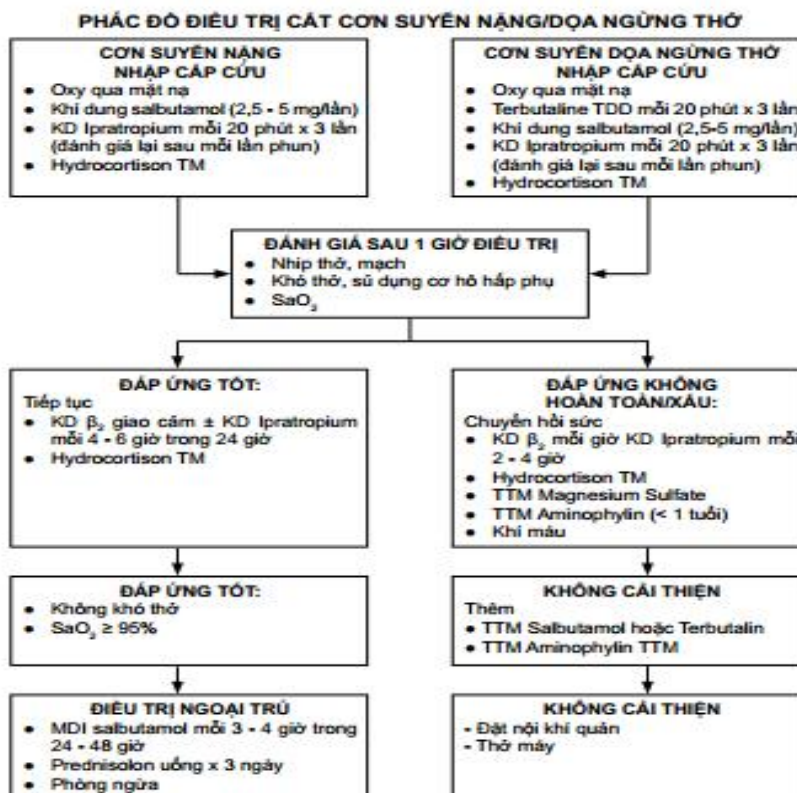 PHÁC ĐỒ ĐIỀU TRỊ CẮT CƠN SUYỄN NẶNG/DỌA NGỪNG THỞ
CƠN SUYỄN NẶNG
NHẬP CẤP CỨU
● Oxy qua mặt nạ
● Khí dung salbutamol (2,5 - 5 mg/lần)
● KD Ipratropium mỗi 20 phút x 3 lần
(đánh giá lại sau mỗi lần phun)
● Hydrocortison TM
CƠN SUYỄN DỌA NGỪNG THỞ
NHẬP CẤP CỨU
● Oxy qua mặt nạ
● Terbutaline TDD mỗi 20 phút x 3 lần
● Khí dung salbutamol (2,5-5 mg/lần)
● KD Ipratropium mỗi 20 phút x 3 lần
(đánh giá lại sau mỗi lần phun)
● Hydrocortison TM
ĐÁNH GIÁ SAU 1 GIỜ ĐIỀU TRỊ
● Nhịp thở, mạch
● Khó thở, sử dụng cơ hô hấp phụ
● SaO₂
ĐÁP ỨNG TỐT:
Tiếp tục
● KD β₂ giao cảm ± KD Ipratropium
mỗi 4 - 6 giờ trong 24 giờ
● Hydrocortison TM
ĐÁP ỨNG KHÔNG
HOÀN TOÀN/XẤU:
Chuyển hồi sức
● KD β₂ mỗi giờ KD Ipratropium mỗi
2 - 4 giờ
● Hydrocortison TM
● TTM Magnesium Sulfate
● TTM Aminophylin (< 1 tuổi)
● Khí máu
ĐÁP ỨNG TỐT:
● Không khó thở
● SaO₂ ≥ 95%
KHÔNG CẢI THIỆN
Thêm
● TTM Salbutamol hoặc Terbutalin
● TTM Aminophylin TTM
ĐIỀU TRỊ NGOẠI TRÚ
● MDI salbutamol mỗi 3 - 4 giờ trong
24 - 48 giờ
● Prednisolon uống x 3 ngày
● Phòng ngừa
KHÔNG CẢI THIỆN
- Đặt nội khí quản
- Thở máy